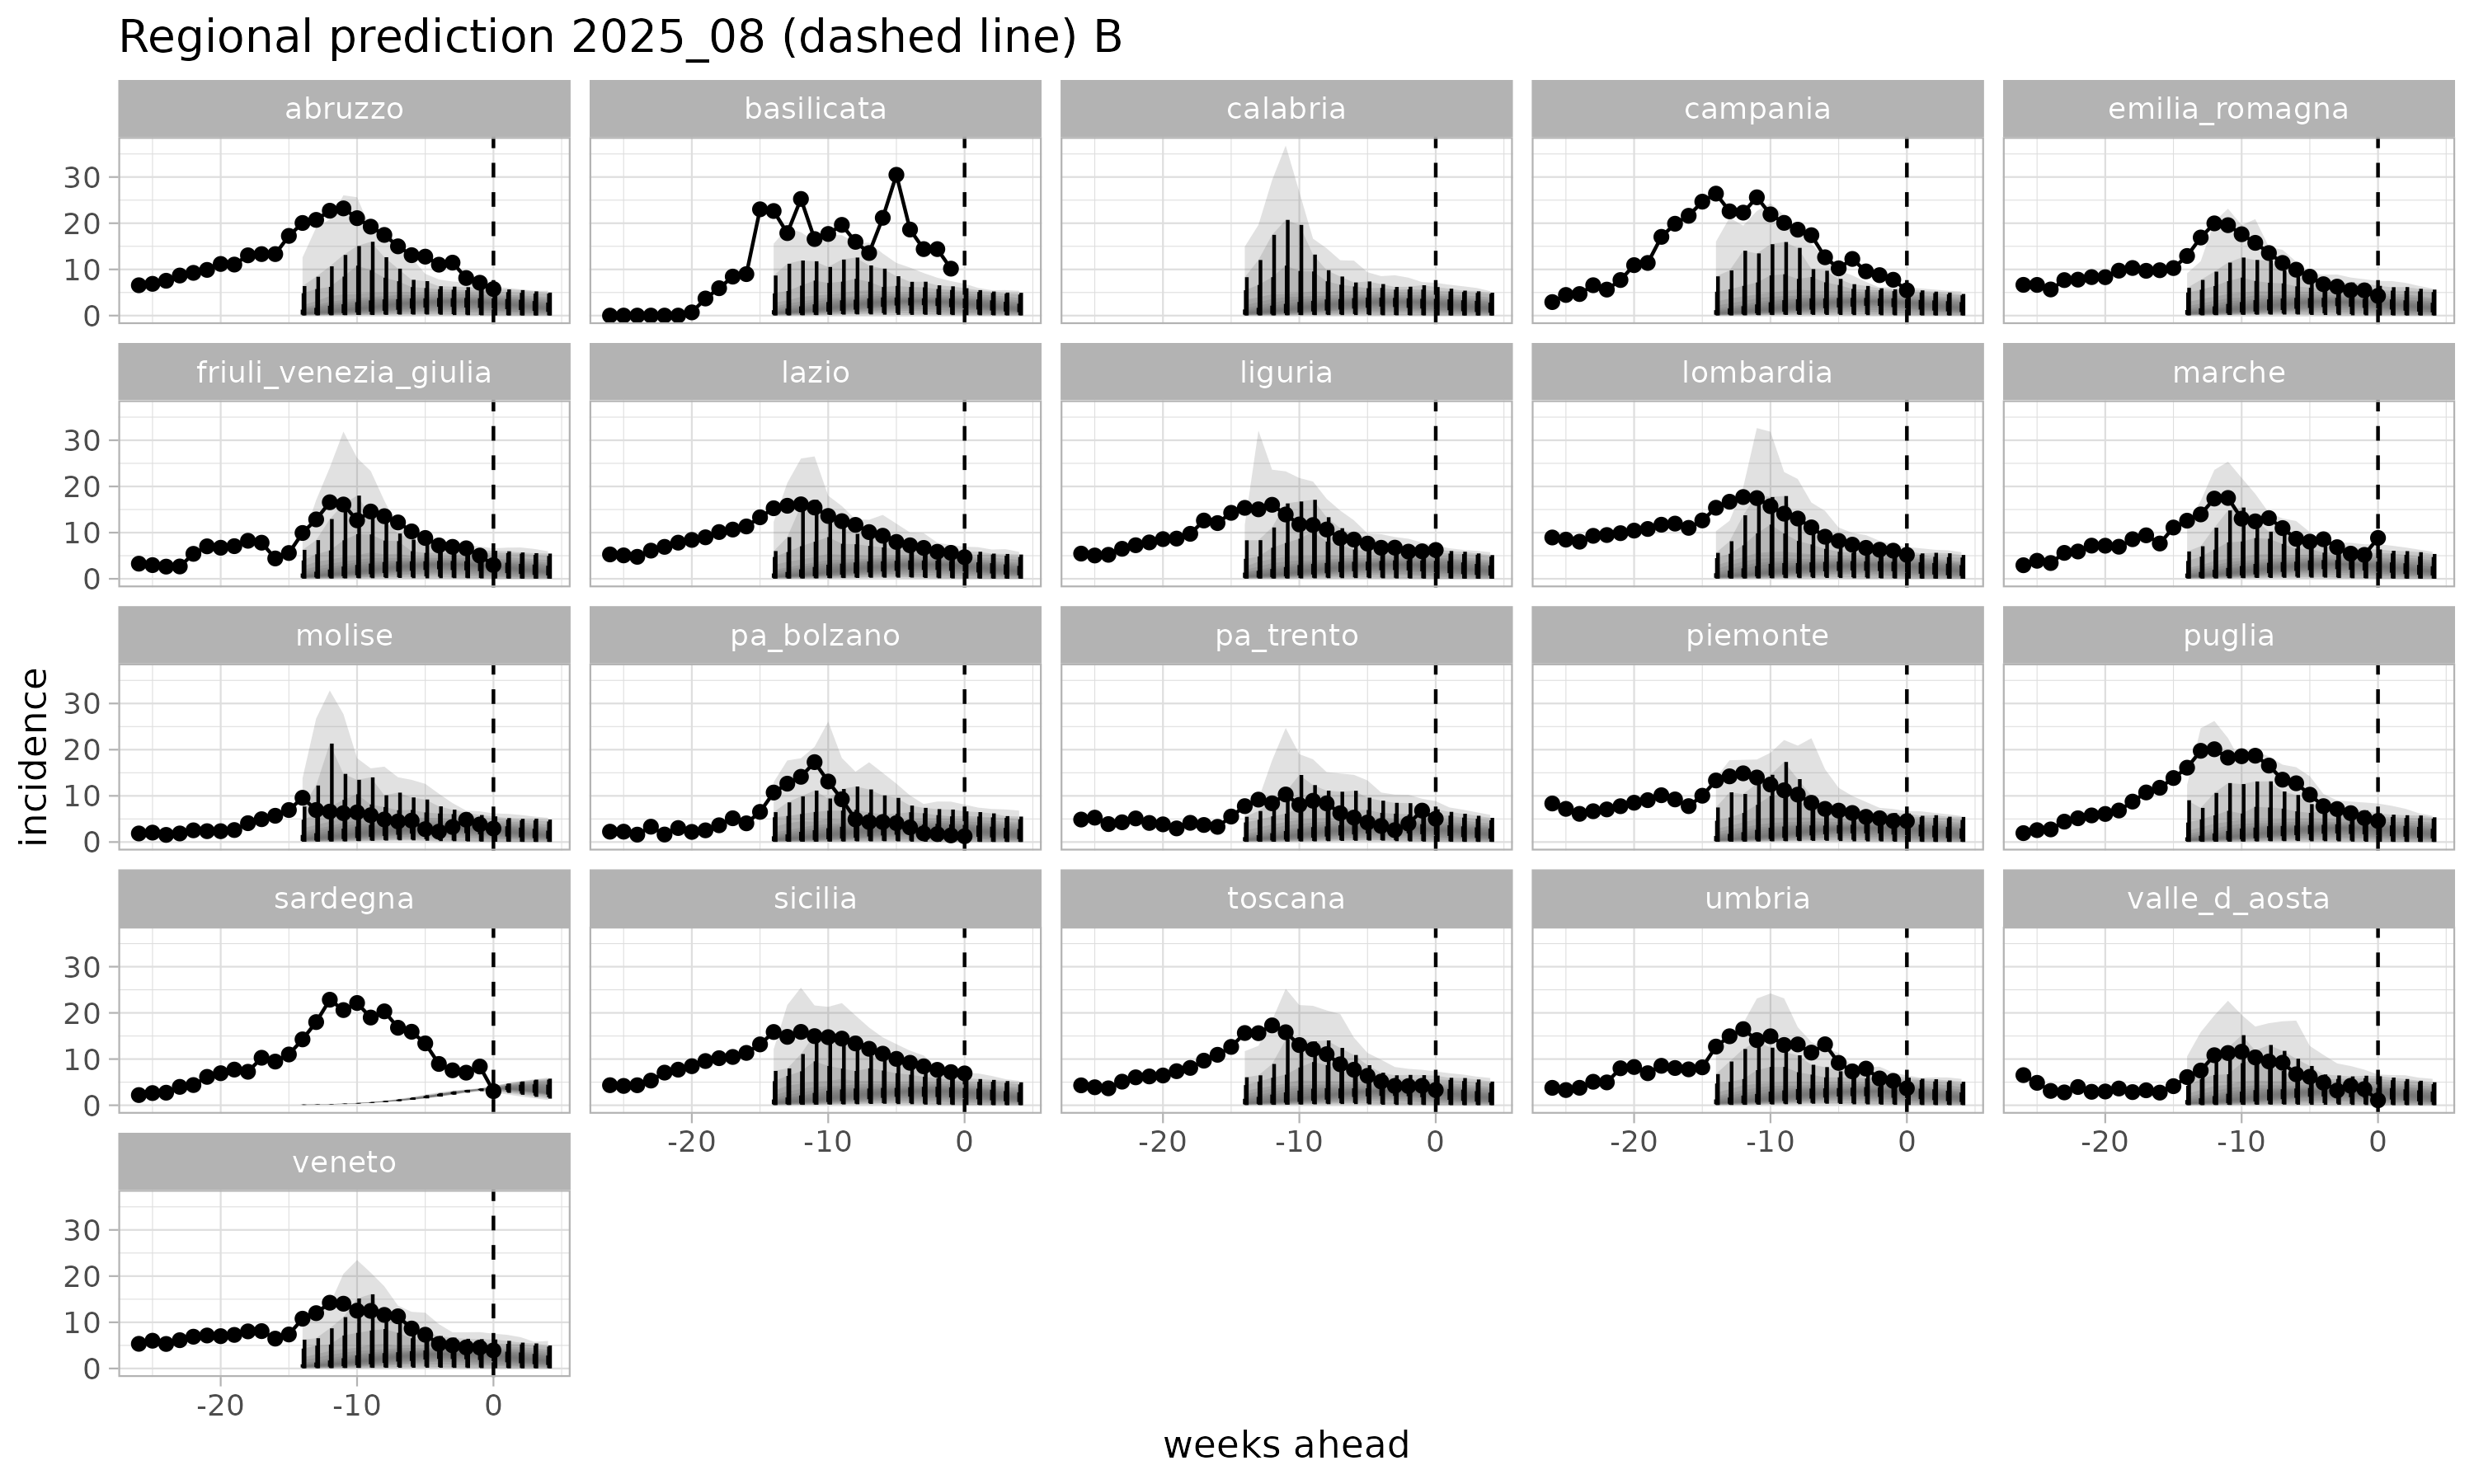 Regional prediction 2025_08 (dashed line) B
abruzzo basilicata calabria campania emilia_romagna
30
20
10
0
friuli_venezia_giulia lazio liguria lombardia marche
30
20
10
0
molise pa_bolzano pa_trento piemonte puglia
30
20
10
0
incidence
sardegna sicilia toscana umbria valle_d_aosta
30
20
10
0
-20 -10 0 -20 -10 0 -20 -10 0 -20 -10 0
veneto
30
20
10
0
-20 -10 0
weeks ahead